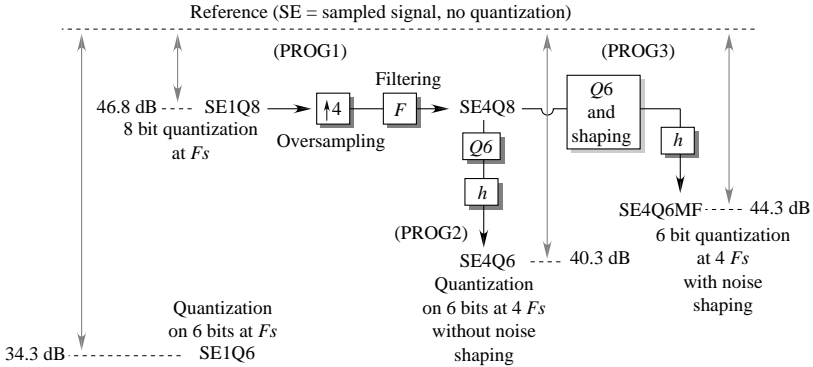 Reference (SE = sampled signal, no quantization)
(PROG1)
(PROG3)
Filtering
46.8 dB
SE1Q8
↑4
F
SE4Q8
Q6
and
shaping
8 bit quantization
at Fs
Oversampling
Q6
h
h
(PROG2)
SE4Q6MF
44.3 dB
6 bit quantization
at 4 Fs
with noise
shaping
SE4Q6
40.3 dB
Quantization
on 6 bits at 4 Fs
without noise
shaping
Quantization
on 6 bits at Fs
34.3 dB
SE1Q6